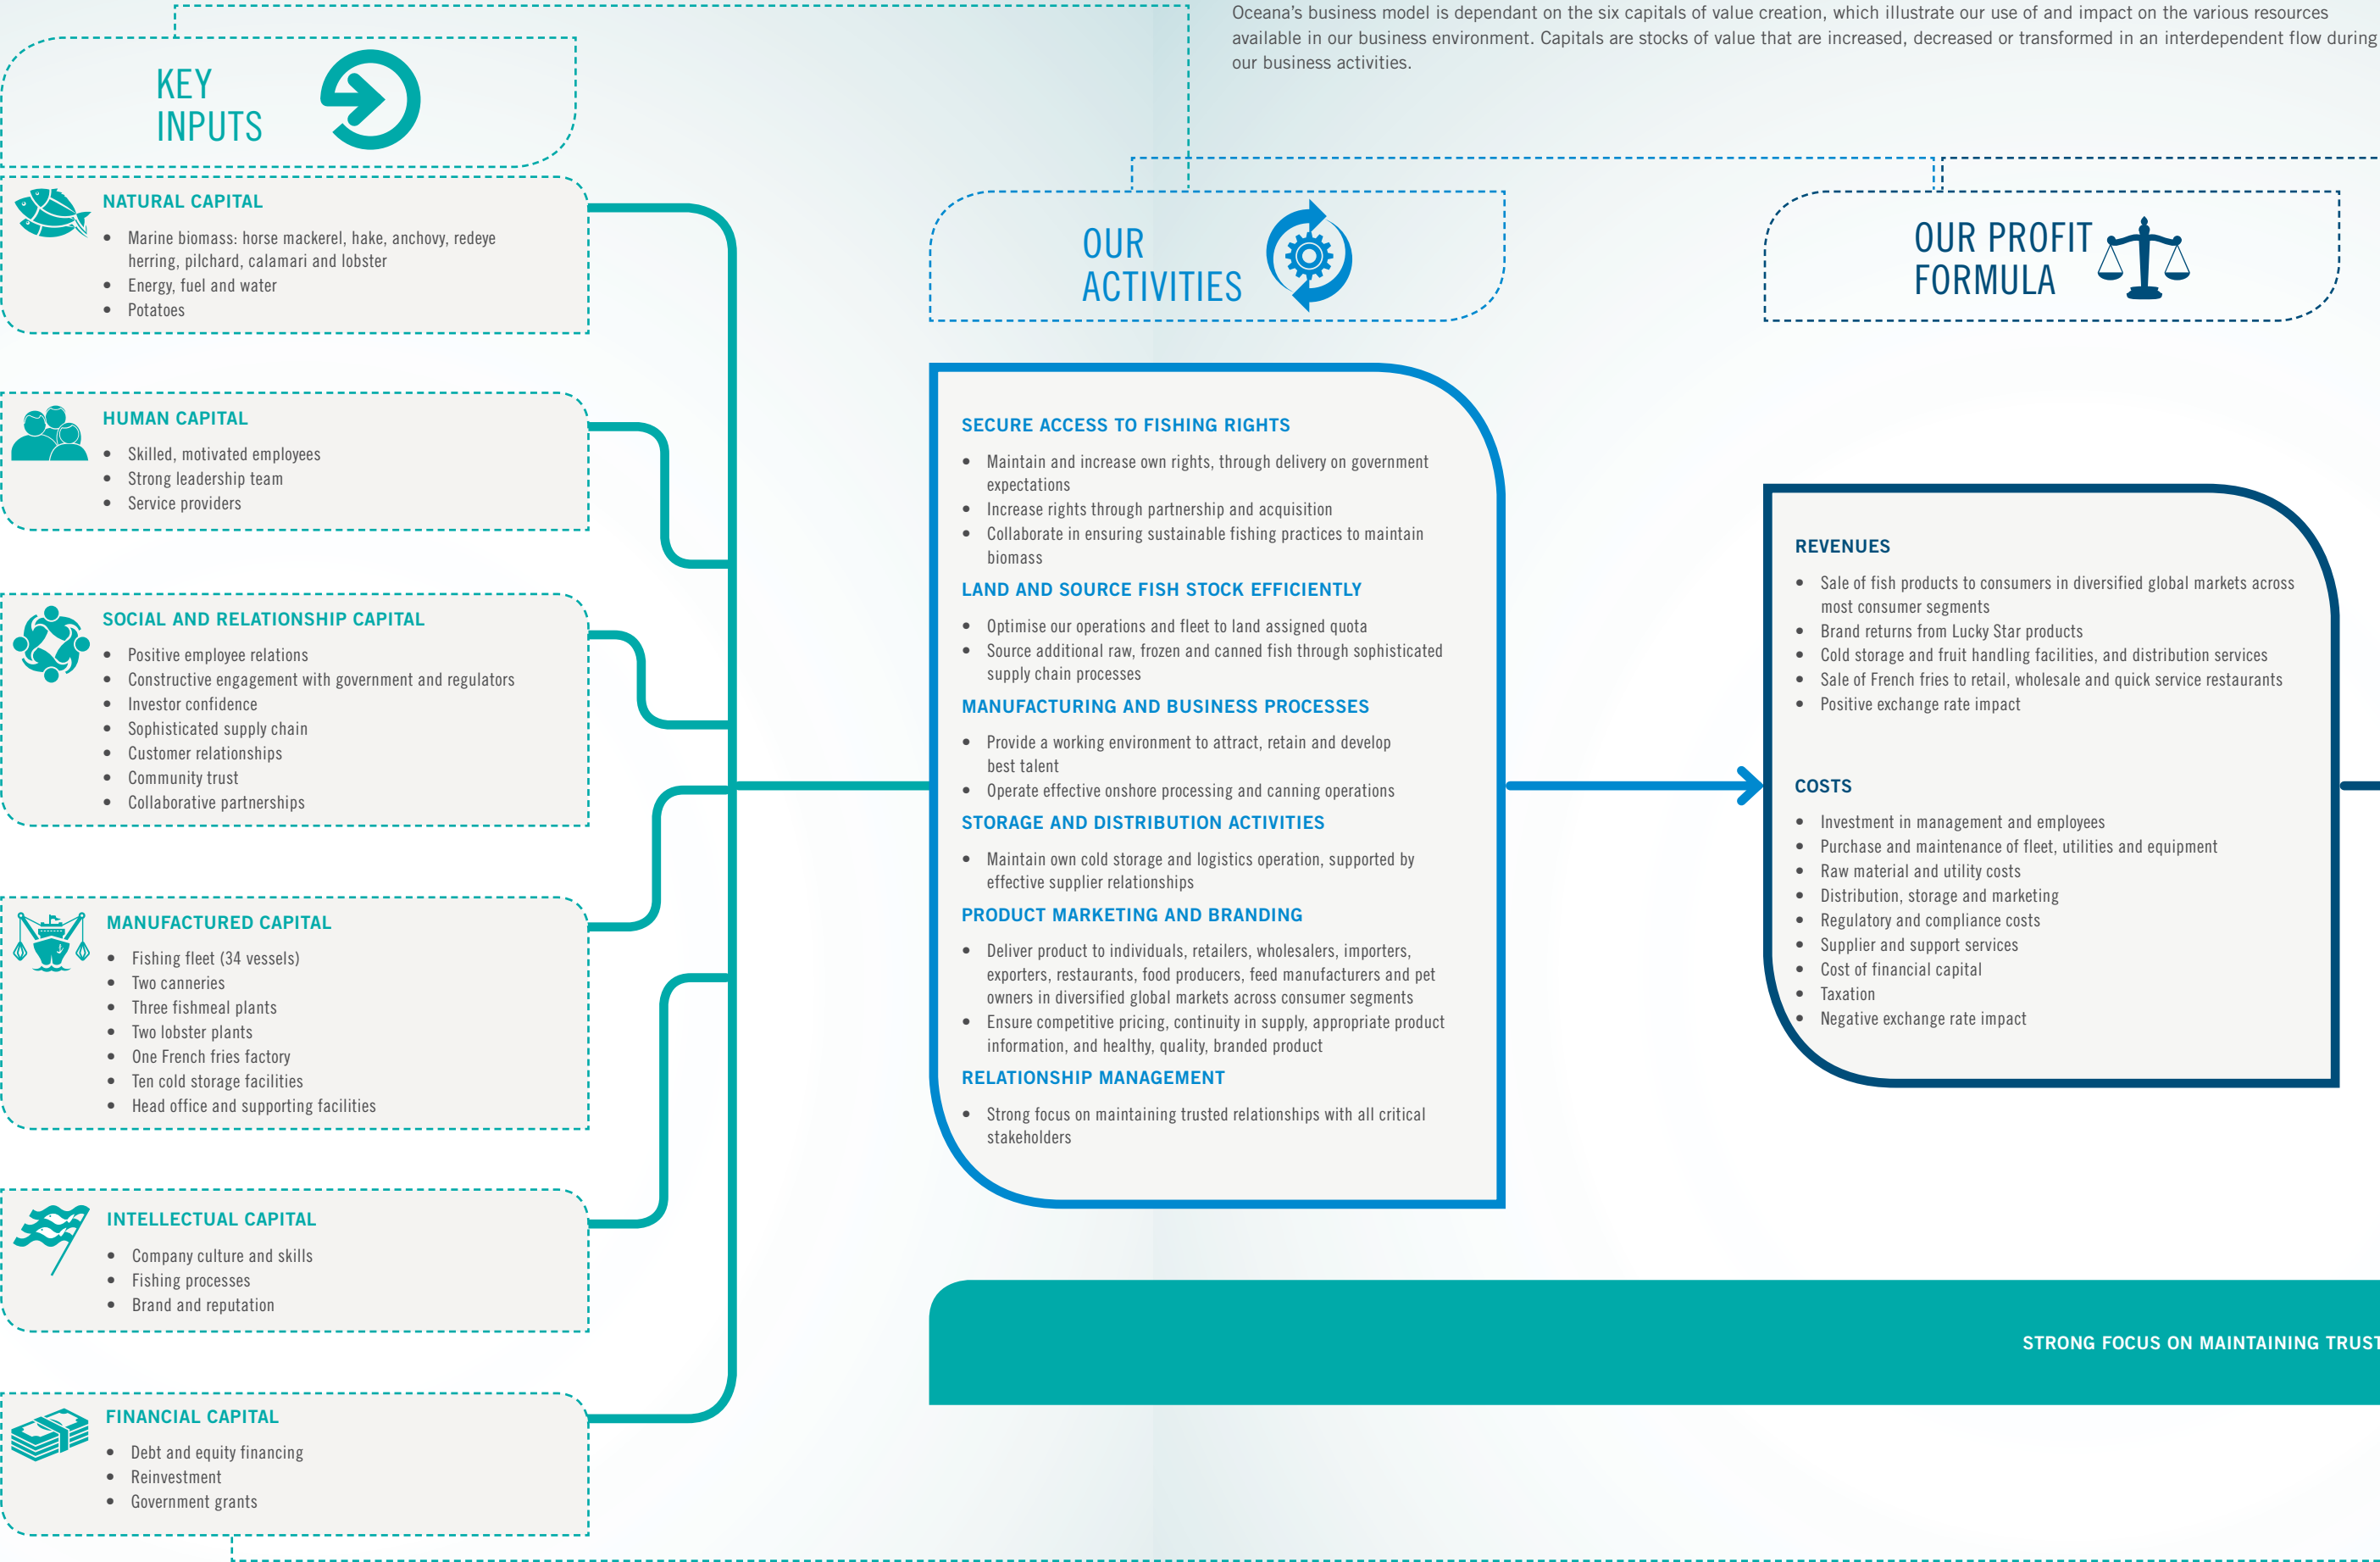 Oceana's business model is dependant on the six capitals of value creation, which illustrate our use of and impact on the various resources
available in our business environment. Capitals are stocks of value that are increased, decreased or transformed in an interdependent flow during
our business activities.
KEY
INPUTS
NATURAL CAPITAL
• Marine biomass: horse mackerel, hake, anchovy, redeye
herring, pilchard, calamari and lobster
• Energy, fuel and water
• Potatoes
HUMAN CAPITAL
• Skilled, motivated employees
• Strong leadership team
• Service providers
SOCIAL AND RELATIONSHIP CAPITAL
• Positive employee relations
• Constructive engagement with government and regulators
• Investor confidence
• Sophisticated supply chain
• Customer relationships
• Community trust
• Collaborative partnerships
MANUFACTURED CAPITAL
• Fishing fleet (34 vessels)
• Two canneries
• Three fishmeal plants
• Two lobster plants
• One French fries factory
• Ten cold storage facilities
• Head office and supporting facilities
INTELLECTUAL CAPITAL
• Company culture and skills
• Fishing processes
• Brand and reputation
FINANCIAL CAPITAL
• Debt and equity financing
• Reinvestment
• Government grants
OUR
ACTIVITIES
SECURE ACCESS TO FISHING RIGHTS
• Maintain and increase own rights, through delivery on government
expectations
• Increase rights through partnership and acquisition
• Collaborate in ensuring sustainable fishing practices to maintain
biomass
LAND AND SOURCE FISH STOCK EFFICIENTLY
• Optimise our operations and fleet to land assigned quota
• Source additional raw, frozen and canned fish through sophisticated
supply chain processes
MANUFACTURING AND BUSINESS PROCESSES
• Provide a working environment to attract, retain and develop
best talent
• Operate effective onshore processing and canning operations
STORAGE AND DISTRIBUTION ACTIVITIES
• Maintain own cold storage and logistics operation, supported by
effective supplier relationships
PRODUCT MARKETING AND BRANDING
• Deliver product to individuals, retailers, wholesalers, importers,
exporters, restaurants, food producers, feed manufacturers and pet
owners in diversified global markets across consumer segments
• Ensure competitive pricing, continuity in supply, appropriate product
information, and healthy, quality, branded product
RELATIONSHIP MANAGEMENT
• Strong focus on maintaining trusted relationships with all critical
stakeholders
OUR PROFIT
FORMULA
REVENUES
• Sale of fish products to consumers in diversified global markets across
most consumer segments
• Brand returns from Lucky Star products
• Cold storage and fruit handling facilities, and distribution services
• Sale of French fries to retail, wholesale and quick service restaurants
• Positive exchange rate impact
COSTS
• Investment in management and employees
• Purchase and maintenance of fleet, utilities and equipment
• Raw material and utility costs
• Distribution, storage and marketing
• Regulatory and compliance costs
• Supplier and support services
• Cost of financial capital
• Taxation
• Negative exchange rate impact
STRONG FOCUS ON MAINTAINING TRUST